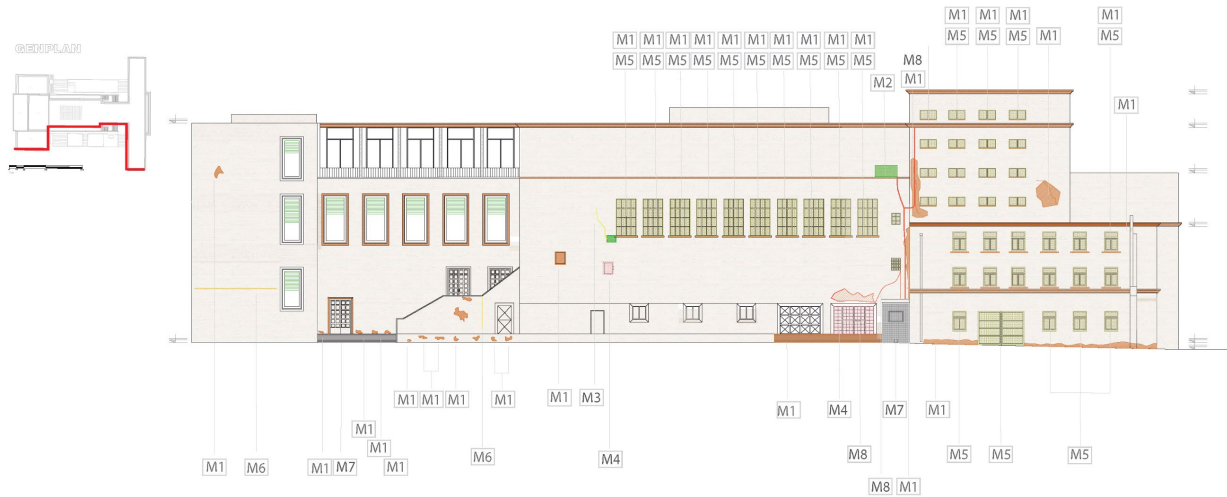 GENPLAN
M1 M1 M1 M1
M5 M5 M5 M1 M5
M1 M1 M1 M1 M1 M1 M1 M1 M1 M1
M5 M5 M5 M5 M5 M5 M5 M5 M5 M5
M8
M2 M1
M1
M1 M1 M1 M1 M1 M3
M1 M4 M7 M1
M1
M1
M1 M6 M1 M7 M1
M6 M4
M8 M5 M5 M5
M8 M1